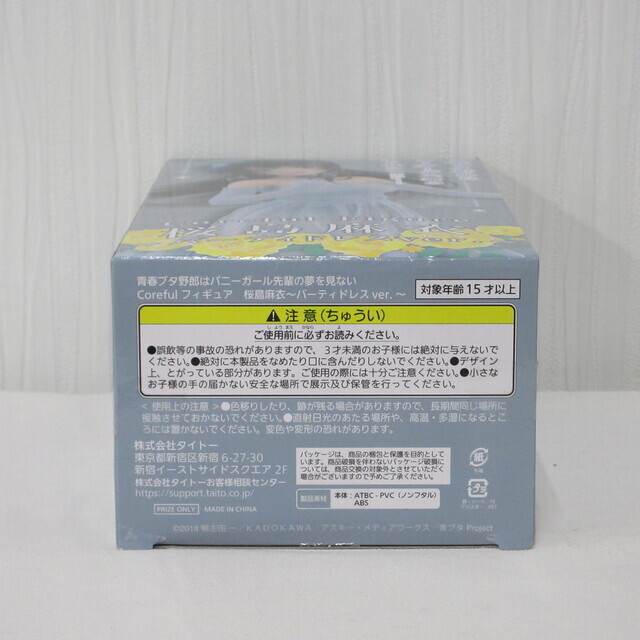 桜島麻衣
青春ブタ野郎はバニーガール先輩の夢を見ない
Coreful フィギュア 桜島麻衣～パーティドレスver.～
対象年齢15才以上
注意(ちゅうい)
ご使用前に必ずお読みください。
●誤飲等の事故の恐れがありますので、3才未満のお子様には絶対に与えないで
ください。●絶対に本製品をなめたり口に含んだりしないでください。●デザイン
上、とがっている部分があります。ご使用の際には十分ご注意ください。●小さな
お子様の手の届かない安全な場所で展示及び保管を行ってください。
<使用上の注意>●色移りしたり、跡が残る場合がありますので、長期間同じ場所に
接触させておかないでください。●直射日光のあたる場所や、高温・多湿になるところ
には置かないでください。変色や変形の恐れがあります。
株式会社タイトー
東京都新宿区新宿 6-27-30
新宿イーストサイドスクエア 2F
株式会社タイトーお客様相談センター
https://support.taito.co.jp/
パッケージは、商品の梱包と保護を目的として
います。商品破損を伴わないパッケージ破損に
ついては、商品交換の対象外とさせていただき
ますのでご了承ください。
紙
プラ
製品素材
本体：ATBC-PVC(ノンフタル)
ABS
PRIZE ONLY
MADE IN CHINA
©2018 鴨志田 一／KADOKAWA アスキー・メディアワークス／青ブタ Project